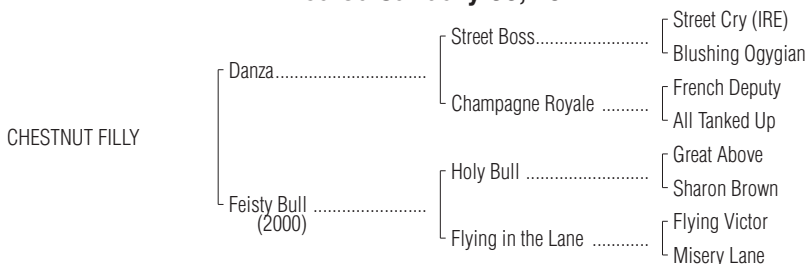 Street Cry (IRE)
Street Boss..............................
Blushing Ogygian
Danza.........................................
French Deputy
Champagne Royale ..........
All Tanked Up
CHESTNUT FILLY
Great Above
Holy Bull ................................
Sharon Brown
Feisty Bull ..............................
(2000)
Flying Victor
Flying in the Lane ............
Misery Lane